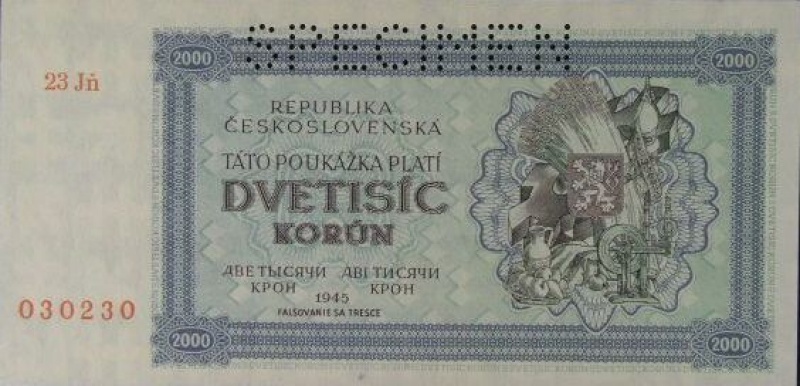 SPECIMEN
2000 2000
23 Jň
REPUBLIKA
ČESKOSLOVENSKÁ
TÁTO POUKÁŽKA PLATÍ
DVETISÍC
KORÚN
ДВЕ ТЫСЯЧИ ДВІ ТИСЯЧИ
КРОН 1945 КРОН
FALŠOVANIE SA TRESCE
030230
2000 2000